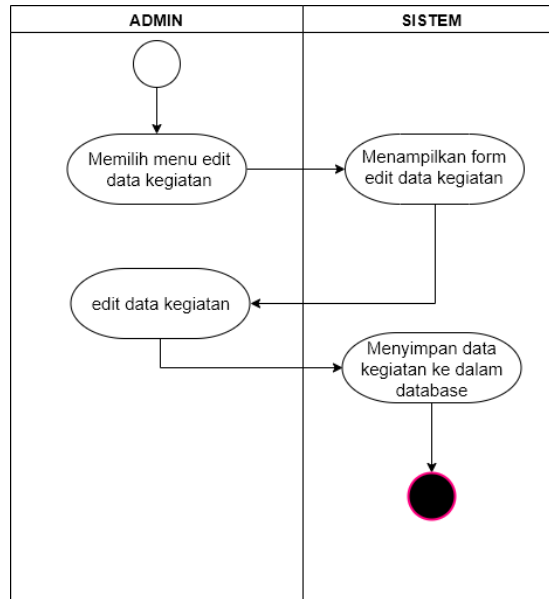 ADMIN
SISTEM
Memilih menu edit
data kegiatan
Menampilkan form
edit data kegiatan
edit data kegiatan
Menyimpan data
kegiatan ke dalam
database